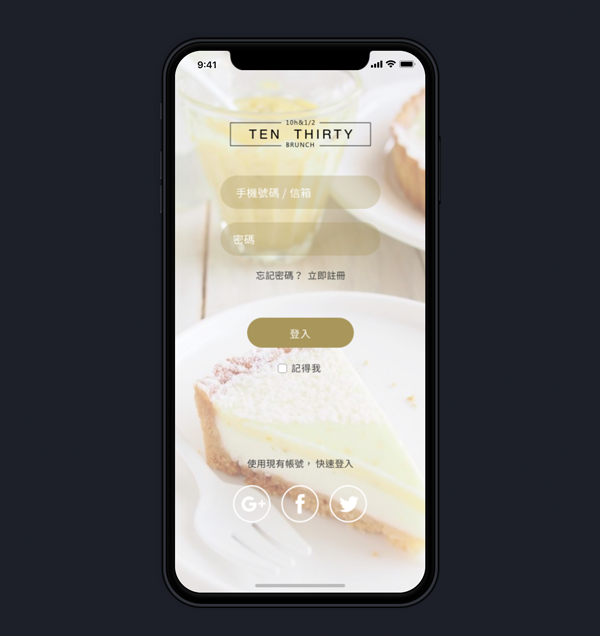 9:41
10h&1/2
TEN THIRTY
BRUNCH
手機號碼 / 信箱
密碼
忘記密碼？ 立即註冊
登入
記得我
使用現有帳號，快速登入
G+ f